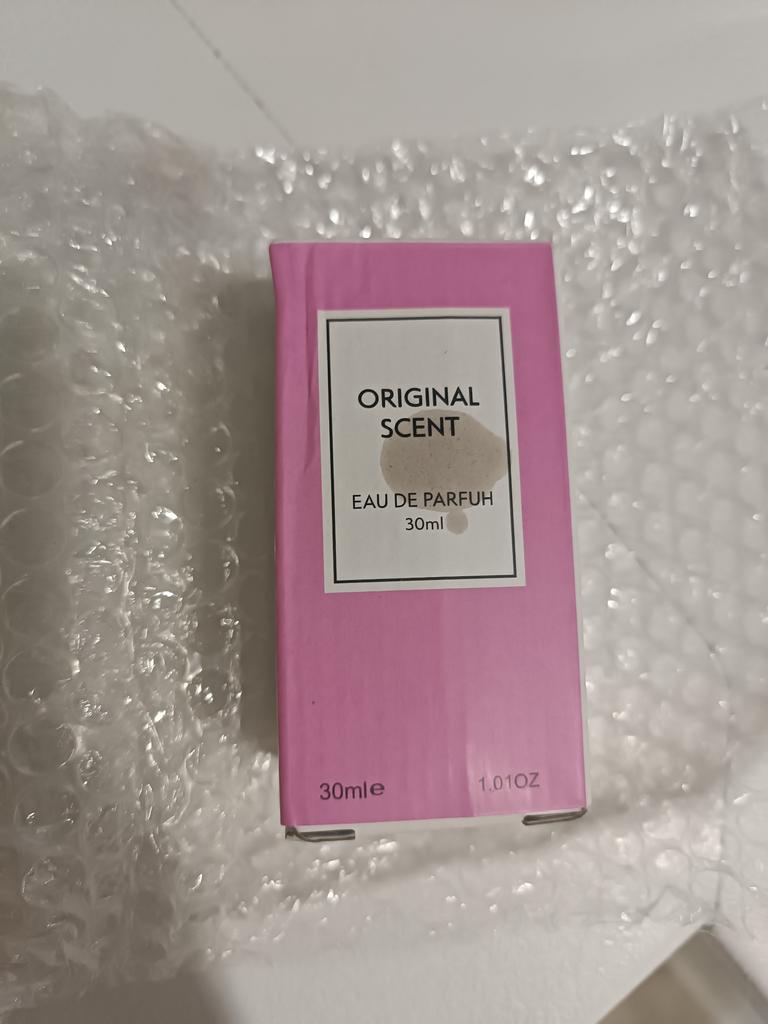 ORIGINAL
SCENT
EAU DE PARFUH
30ml
30ml℮
1.01OZ